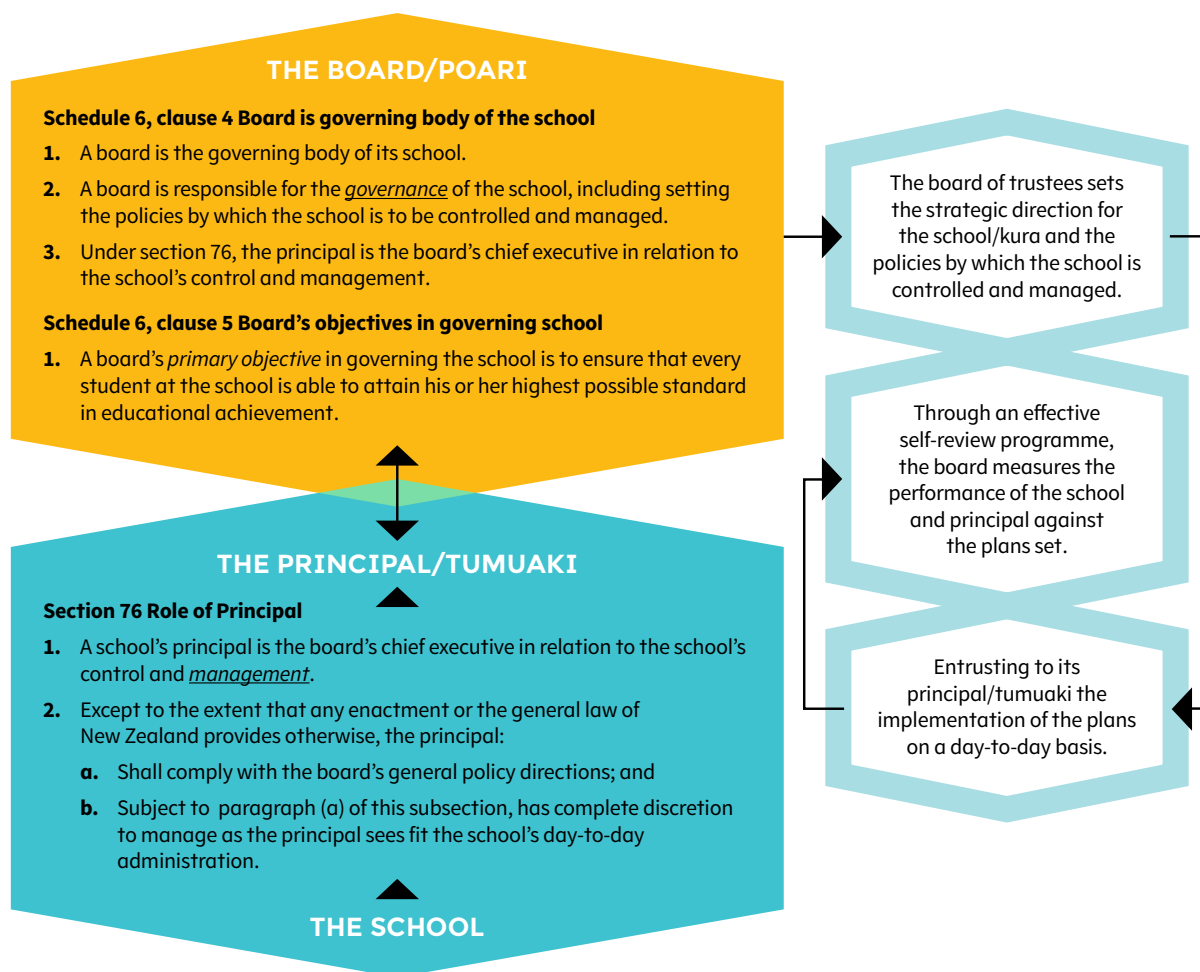 THE BOARD/POARI
Schedule 6, clause 4 Board is governing body of the school
1. A board is the governing body of its school.
2. A board is responsible for the governance of the school, including setting
the policies by which the school is to be controlled and managed.
3. Under section 76, the principal is the board's chief executive in relation to
the school's control and management.
Schedule 6, clause 5 Board's objectives in governing school
1. A board's primary objective in governing the school is to ensure that every
student at the school is able to attain his or her highest possible standard
in educational achievement.
THE PRINCIPAL/TUMUAKI
Section 76 Role of Principal
1. A school's principal is the board's chief executive in relation to the school's
control and management.
2. Except to the extent that any enactment or the general law of
New Zealand provides otherwise, the principal:
a. Shall comply with the board's general policy directions; and
b. Subject to paragraph (a) of this subsection, has complete discretion
to manage as the principal sees fit the school's day-to-day
administration.
THE SCHOOL
The board of trustees sets
the strategic direction for
the school/kura and the
policies by which the school is
controlled and managed.
Through an effective
self-review programme,
the board measures the
performance of the school
and principal against
the plans set.
Entrusting to its
principal/tumuaki the
implementation of the plans
on a day-to-day basis.